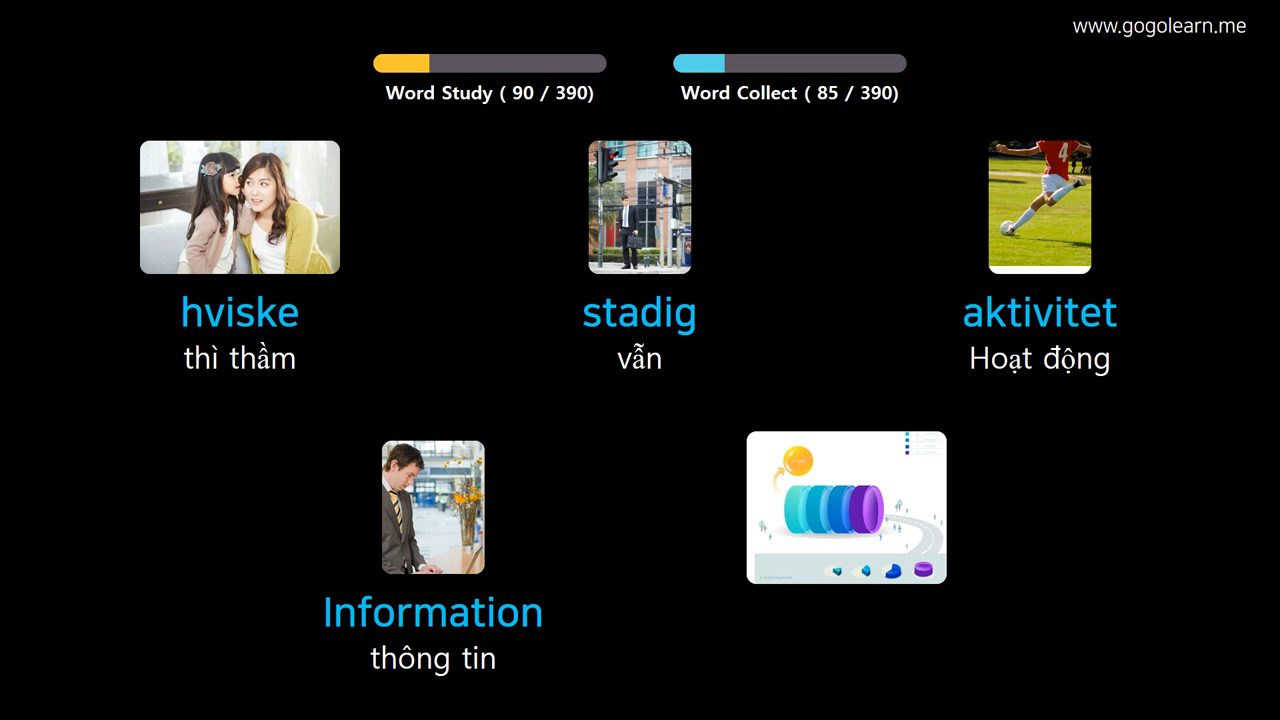 www.gogolearn.me
Word Study ( 90 / 390)
Word Collect ( 85 / 390)
4
hviske
thì thầm
stadig
vẫn
aktivitet
Hoạt động
Information
thông tin